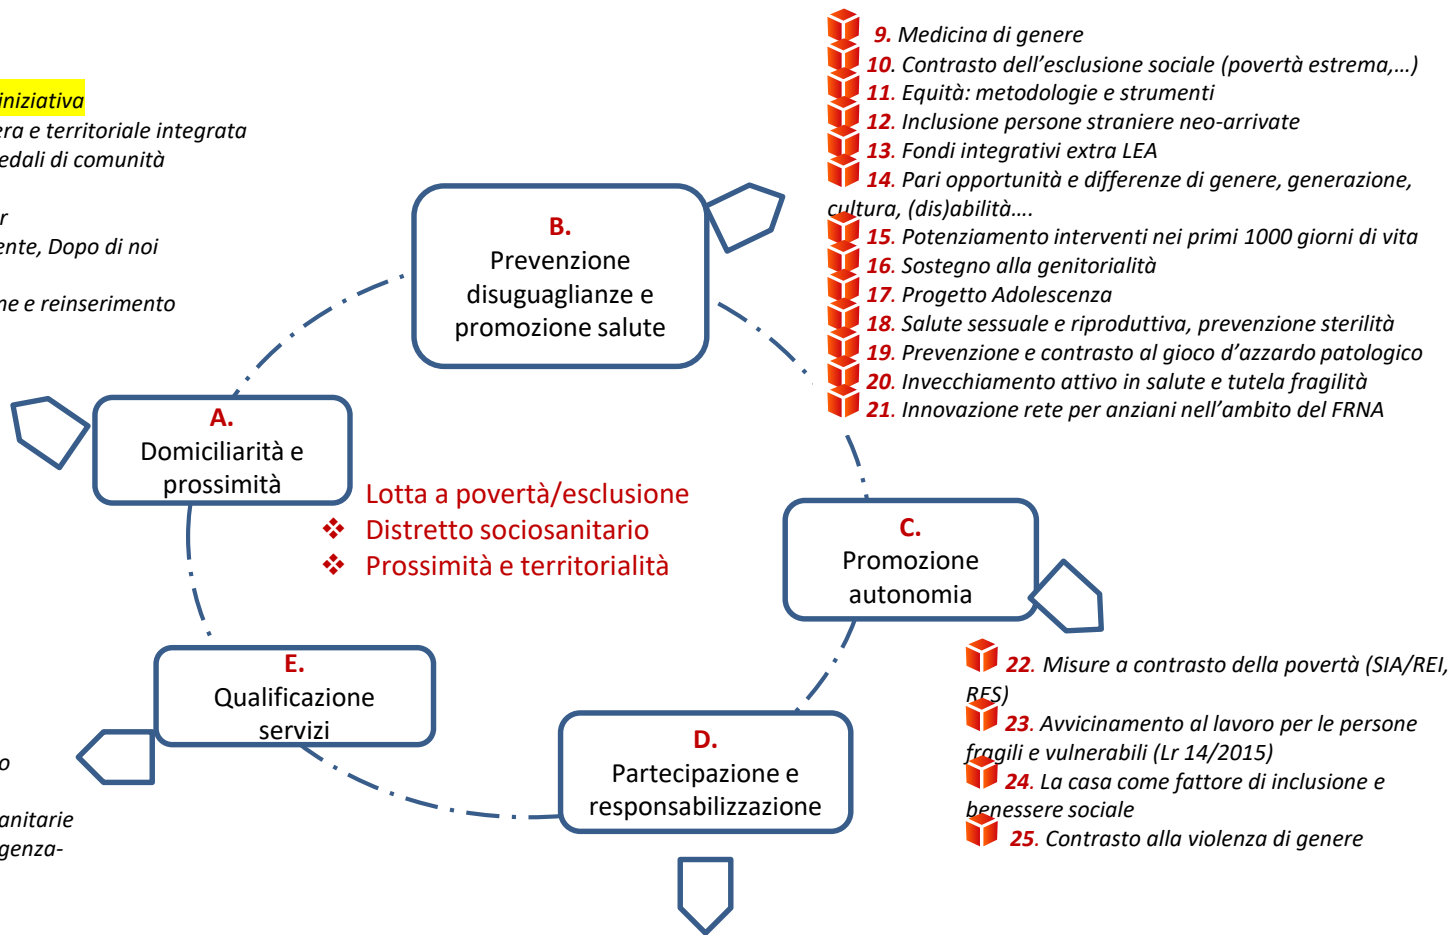 iniziativa
era e territoriale integrata
edali di comunità
r
ente, Dopo di noi
ne e reinserimento
9. Medicina di genere
10. Contrasto dell'esclusione sociale (povertà estrema,...)
11. Equità: metodologie e strumenti
12. Inclusione persone straniere neo-arrivate
13. Fondi integrativi extra LEA
14. Pari opportunità e differenze di genere, generazione,
cultura, (dis)abilità....
15. Potenziamento interventi nei primi 1000 giorni di vita
16. Sostegno alla genitorialità
17. Progetto Adolescenza
18. Salute sessuale e riproduttiva, prevenzione sterilità
19. Prevenzione e contrasto al gioco d'azzardo patologico
20. Invecchiamento attivo in salute e tutela fragilità
21. Innovazione rete per anziani nell'ambito del FRNA
B.
Prevenzione
disuguaglianze e
promozione salute
A.
Domiciliarità e
prossimità
Lotta a povertà/esclusione
❖ Distretto sociosanitario
❖ Prossimità e territorialità
C.
Promozione
autonomia
22. Misure a contrasto della povertà (SIA/REI,
RES)
23. Avvicinamento al lavoro per le persone
fragili e vulnerabili (Lr 14/2015)
24. La casa come fattore di inclusione e
benessere sociale
25. Contrasto alla violenza di genere
E.
Qualificazione
servizi
D.
Partecipazione e
responsabilizzazione
o
anitarie
genza-